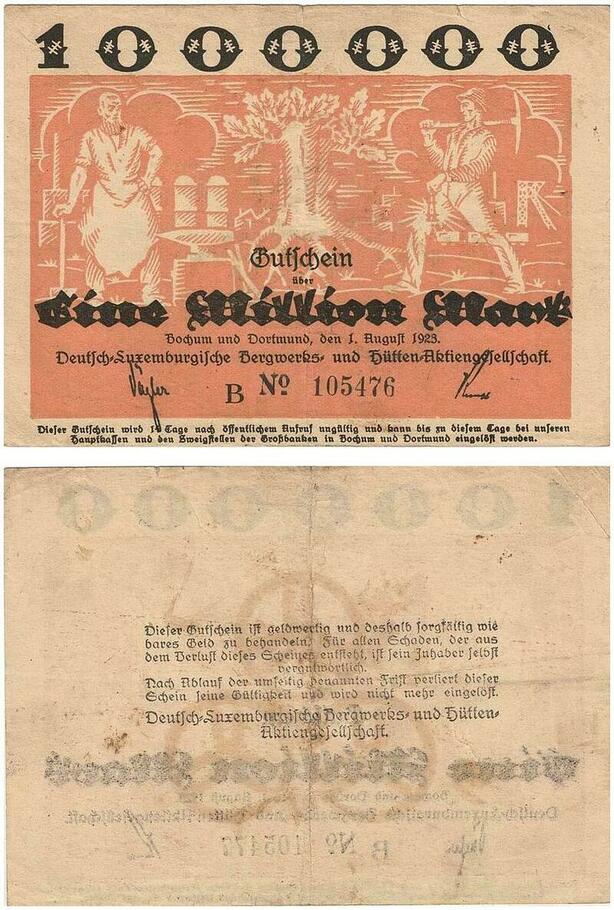 1000000
Gutschein
über
Eine Million Mark
Bochum und Dortmund, den 1. August 1923.
Deutsch-Luxemburgische Bergwerks- und Hütten-Aktiengesellschaft.
Vögler
B No 105476
Dieser Gutschein wird 14 Tage nach öffentlichem Aufruf ungültig und kann bis zu diesem Tage bei unseren
Hauptkassen und den Zweigstellen der Großbanken in Bochum und Dortmund eingelöst werden.
Dieser Gutschein ist geldwertig und deshalb sorgfältig wie
bares Geld zu behandeln. Für allen Schaden, der aus
dem Verlust dieses Scheines entsteht, ist sein Inhaber selbst
verantwortlich.
Nach Ablauf der umseitig benannten Frist verliert dieser
Schein seine Gültigkeit und wird nicht mehr eingelöst.
Deutsch-Luxemburgische Bergwerks- und Hütten-
Aktiengesellschaft.